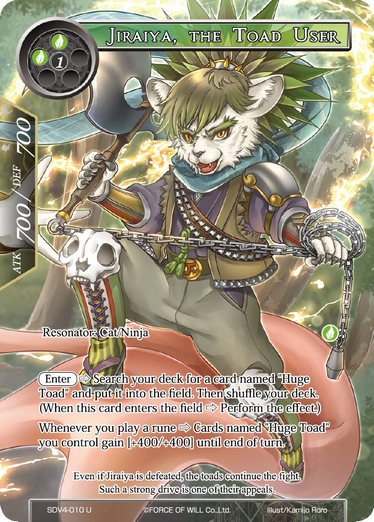 JIRAIYA, THE TOAD USER
1
ATK 700 / DEF 700
Resonator: Cat/Ninja
Enter ⇨ Search your deck for a card named "Huge
Toad" and put it into the field. Then shuffle your deck.
(When this card enters the field ⇨ Perform the effect.)
Whenever you play a rune ⇨ Cards named "Huge Toad"
you control gain [+400/-400] until end of turn.
Even if Jiraiya is defeated, the toads continue the fight.
Such a strong drive is one of their appeals.
SDV4-010 U ©FORCE OF WILL Co.,Ltd. Illust/Kamijo Roro